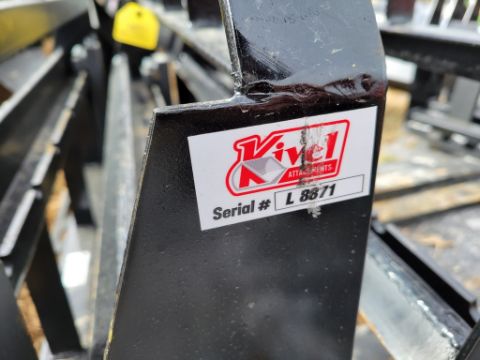 Kivel
ATTACHMENTS
Serial # L 8871